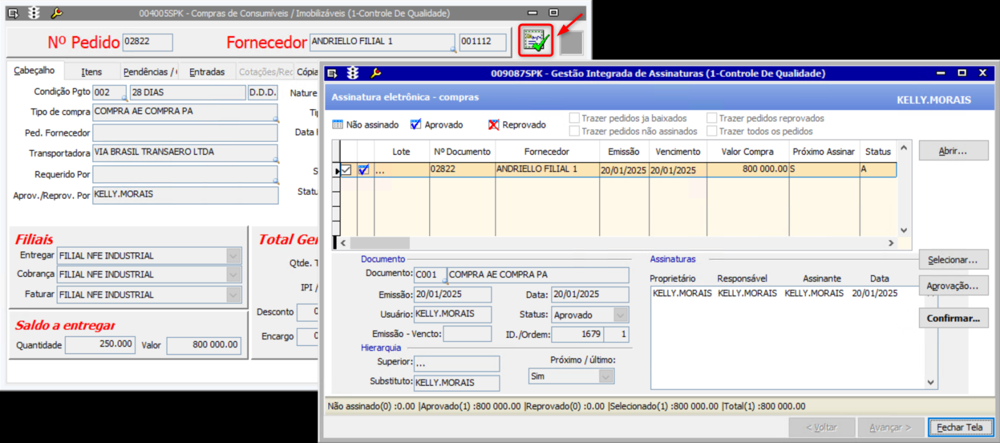 004005SPK - Compras de Consumíveis / Imobilizáveis (1-Controle De Qualidade)
Nº Pedido 02822 Fornecedor ANDRIELLO FILIAL 1 001112
Cabeçalho Itens Pendências / Entradas Cotações/Rec Cópia
Condição Pgto 002 28 DIAS D.D.D. Nature
Tipo de compra COMPRA AE COMPRA PA
Ped. Fornecedor Data
Transportadora VIA BRASIL TRANSAERO LTDA
Requerido Por S
Aprov./Reprov. Por KELLY.MORAIS Statu
Filiais
Entregar FILIAL NFE INDUSTRIAL
Cobrança FILIAL NFE INDUSTRIAL
Faturar FILIAL NFE INDUSTRIAL
Saldo a entregar
Quantidade 250.000 Valor 800 000.00
Total Ger
Qtde. T
IPI /
Desconto 0
Encargo 0
009087SPK - Gestão Integrada de Assinaturas (1-Controle De Qualidade)
Assinatura eletrônica - compras KELLY.MORAIS
Não assinado Aprovado Reprovado
Trazer pedidos ja baixados Trazer pedidos reprovados
Trazer pedidos não assinados Trazer todos os pedidos
Lote Nº Documento Fornecedor Emissão Vencimento Valor Compra Próximo Assinar Status
... 02822 ANDRIELLO FILIAL 1 20/01/2025 20/01/2025 800 000.00 S A
Abrir...
Selecionar...
Aprovação...
Confirmar...
Documento
Documento: C001 COMPRA AE COMPRA PA
Emissão: 20/01/2025 Data: 20/01/2025
Usuário: KELLY.MORAIS Status: Aprovado
Emissão - Vencto: ID./Ordem: 1679 1
Hierarquia
Superior: ... Próximo / último:
Sim
Substituto: KELLY.MORAIS
Assinaturas
Proprietário Responsável Assinante Data
KELLY.MORAIS KELLY.MORAIS KELLY.MORAIS 20/01/2025
Não assinado(0) :0.00 |Aprovado(1) :800 000.00 |Reprovado(0) :0.00 |Selecionado(1) :800 000.00 |Total(1) :800 000.00
< Voltar Avançar > Fechar Tela